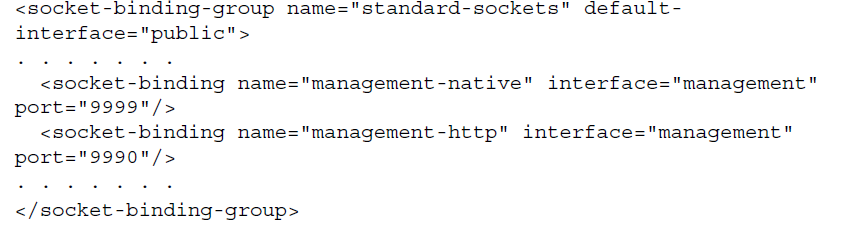 <socket-binding-group name="standard-sockets" default-
interface="public">
. . . . . . .
  <socket-binding name="management-native" interface="management"
port="9999"/>
  <socket-binding name="management-http" interface="management"
port="9990"/>
. . . . . . .
</socket-binding-group>